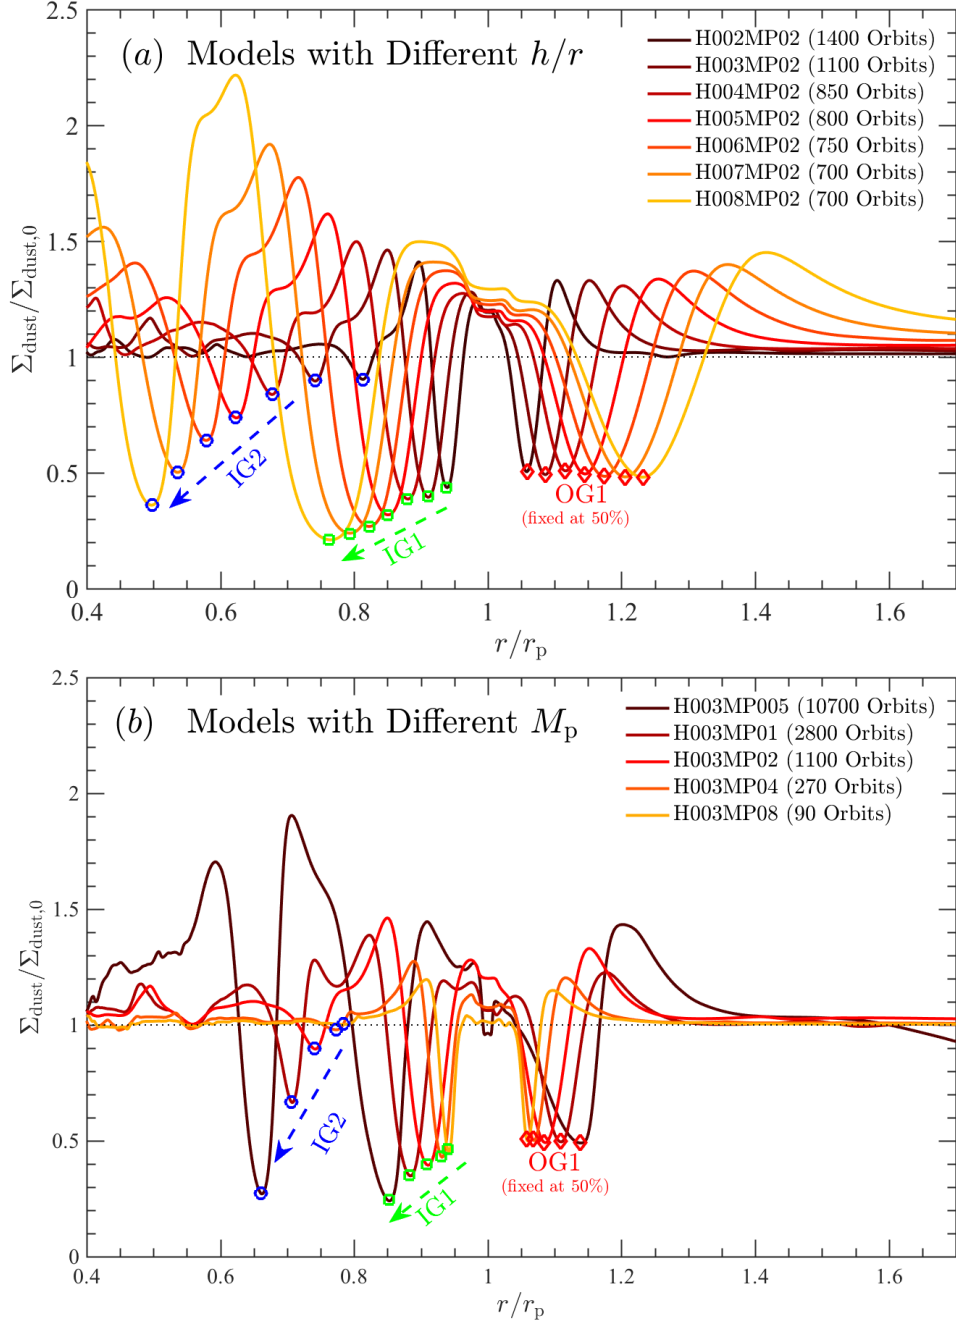 (a) Models with Different h/r
H002MP02 (1400 Orbits)
H003MP02 (1100 Orbits)
H004MP02 (850 Orbits)
H005MP02 (800 Orbits)
H006MP02 (750 Orbits)
H007MP02 (700 Orbits)
H008MP02 (700 Orbits)
2.5
2
1.5
1
0.5
0
Σdust/Σdust,0
IG2
IG1
OG1
(fixed at 50%)
0.4 0.6 0.8 1 1.2 1.4 1.6
r/rp
(b) Models with Different Mp
H003MP005 (10700 Orbits)
H003MP01 (2800 Orbits)
H003MP02 (1100 Orbits)
H003MP04 (270 Orbits)
H003MP08 (90 Orbits)
2.5
2
1.5
1
0.5
0
Σdust/Σdust,0
IG2
IG1
OG1
(fixed at 50%)
0.4 0.6 0.8 1 1.2 1.4 1.6
r/rp